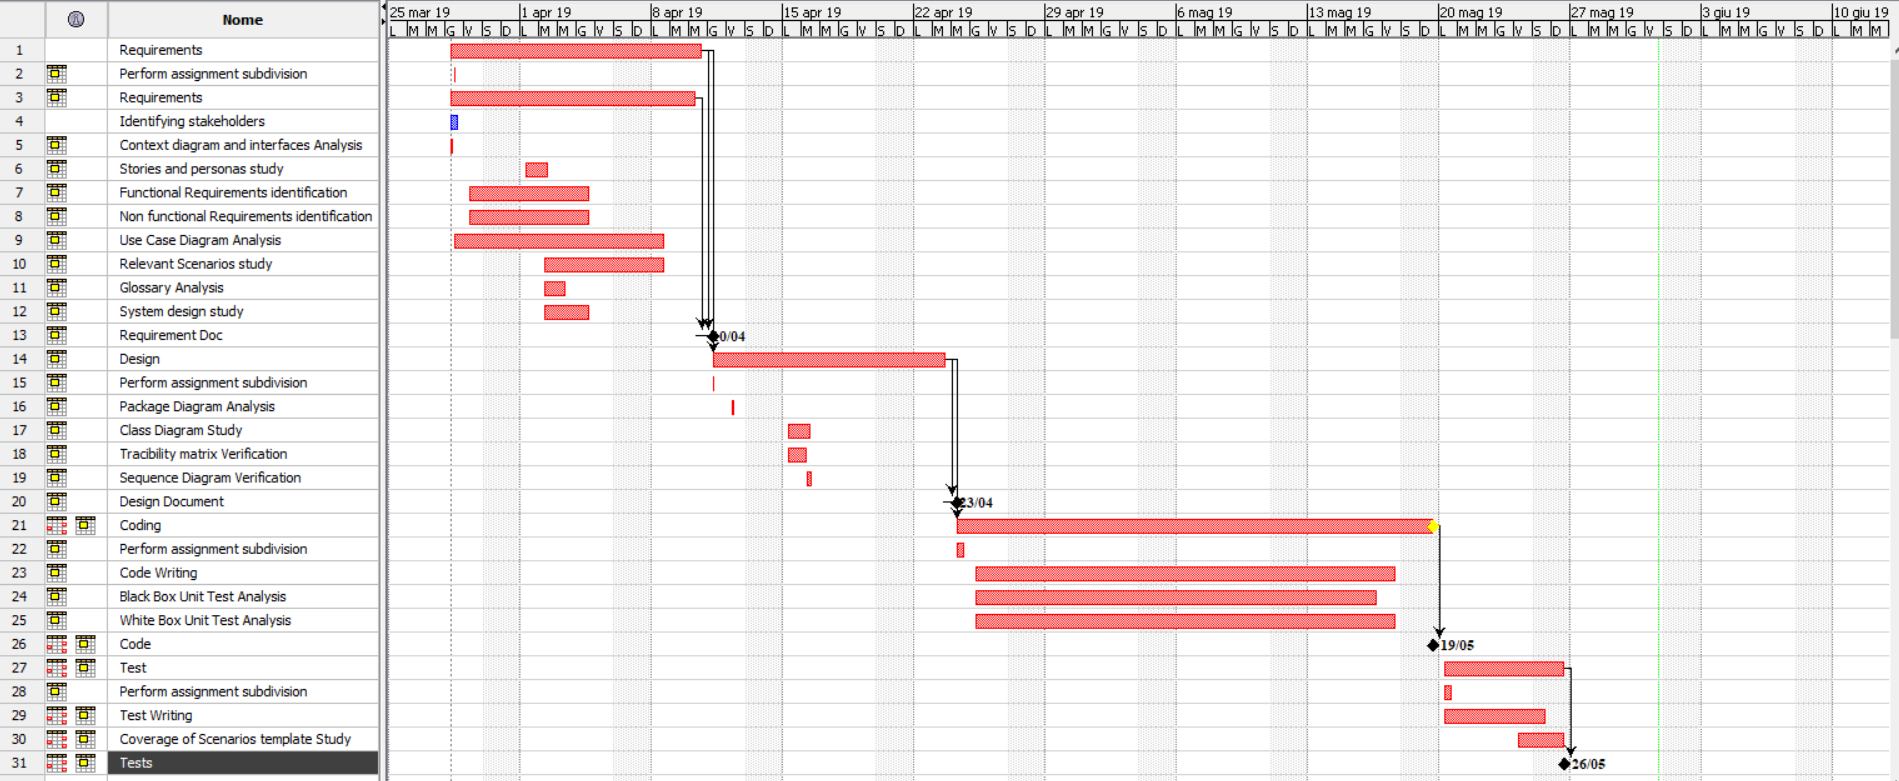 Nome
25 mar 19 1 apr 19 8 apr 19 15 apr 19 22 apr 19 29 apr 19 6 mag 19 13 mag 19 20 mag 19 27 mag 19 3 giu 19 10 giu 19
L M M G V S D L M M G V S D L M M G V S D L M M G V S D L M M G V S D L M M G V S D L M M G V S D L M M G V S D L M M G V S D L M M G V S D L M M G V S D L M M
1 Requirements
2 Perform assignment subdivision
3 Requirements
4 Identifying stakeholders
5 Context diagram and interfaces Analysis
6 Stories and personas study
7 Functional Requirements identification
8 Non functional Requirements identification
9 Use Case Diagram Analysis
10 Relevant Scenarios study
11 Glossary Analysis
12 System design study
13 Requirement Doc 0/04
14 Design
15 Perform assignment subdivision
16 Package Diagram Analysis
17 Class Diagram Study
18 Tracibility matrix Verification
19 Sequence Diagram Verification
20 Design Document 23/04
21 Coding
22 Perform assignment subdivision
23 Code Writing
24 Black Box Unit Test Analysis
25 White Box Unit Test Analysis
26 Code 19/05
27 Test
28 Perform assignment subdivision
29 Test Writing
30 Coverage of Scenarios template Study
31 Tests 26/05